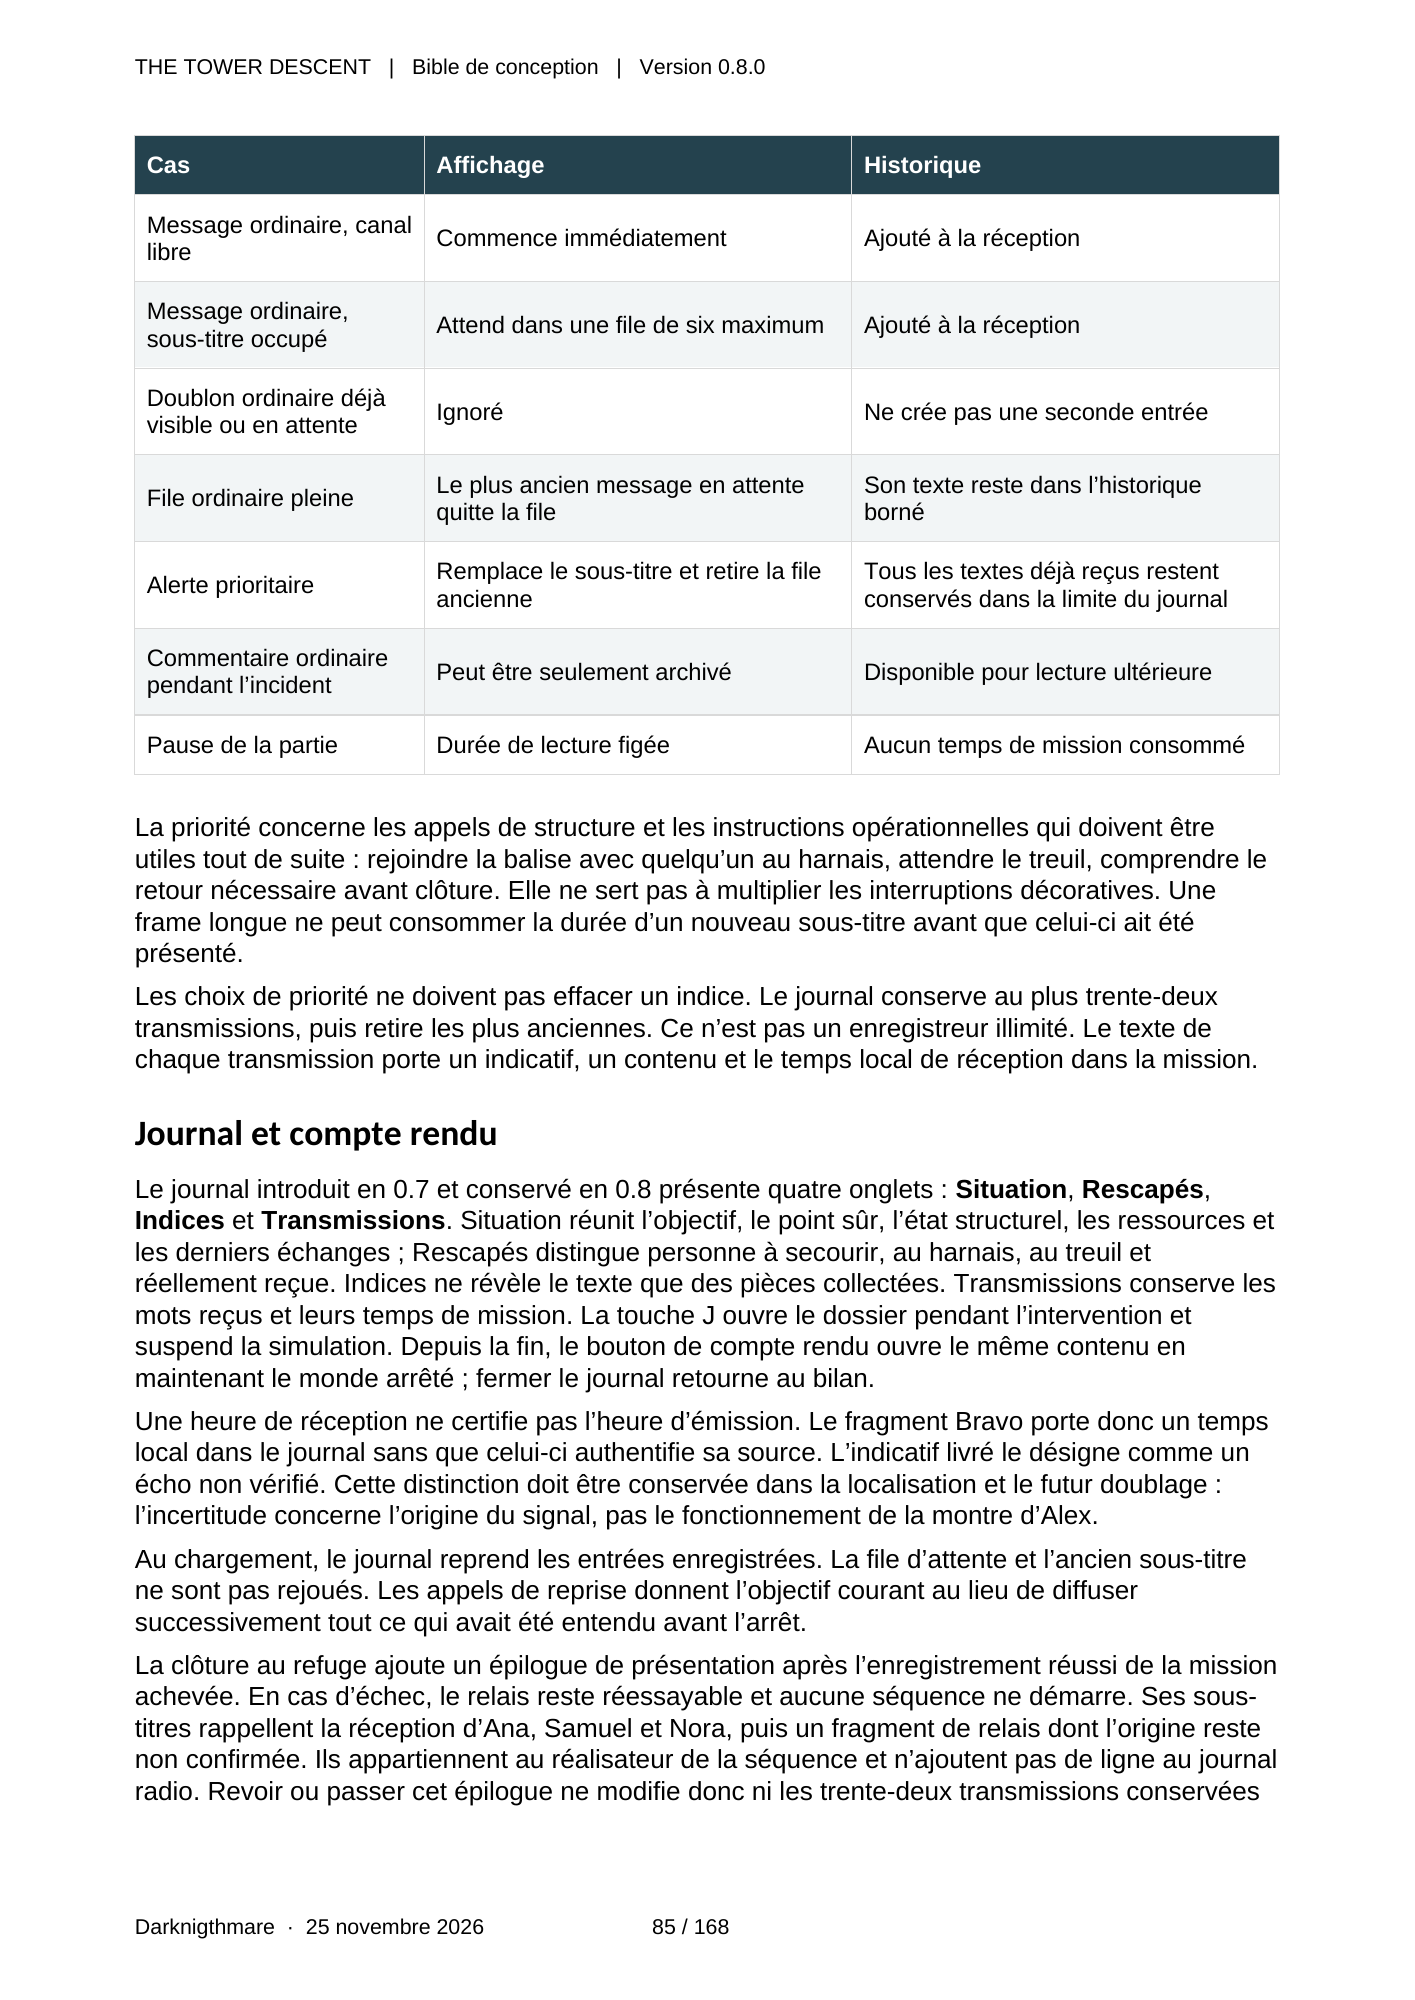 THE TOWER DESCENT | Bible de conception | Version 0.8.0
Cas
Affichage
Historique
Message ordinaire, canal
libre
Commence immédiatement
Ajouté à la réception
Message ordinaire,
sous-titre occupé
Attend dans une file de six maximum
Ajouté à la réception
Doublon ordinaire déjà
visible ou en attente
Ignoré
Ne crée pas une seconde entrée
File ordinaire pleine
Le plus ancien message en attente
quitte la file
Son texte reste dans l’historique
borné
Alerte prioritaire
Remplace le sous-titre et retire la file
ancienne
Tous les textes déjà reçus restent
conservés dans la limite du journal
Commentaire ordinaire
pendant l’incident
Peut être seulement archivé
Disponible pour lecture ultérieure
Pause de la partie
Durée de lecture figée
Aucun temps de mission consommé
La priorité concerne les appels de structure et les instructions opérationnelles qui doivent être
utiles tout de suite : rejoindre la balise avec quelqu’un au harnais, attendre le treuil, comprendre le
retour nécessaire avant clôture. Elle ne sert pas à multiplier les interruptions décoratives. Une
frame longue ne peut consommer la durée d’un nouveau sous-titre avant que celui-ci ait été
présenté.
Les choix de priorité ne doivent pas effacer un indice. Le journal conserve au plus trente-deux
transmissions, puis retire les plus anciennes. Ce n’est pas un enregistreur illimité. Le texte de
chaque transmission porte un indicatif, un contenu et le temps local de réception dans la mission.
Journal et compte rendu
Le journal introduit en 0.7 et conservé en 0.8 présente quatre onglets : Situation, Rescapés,
Indices et Transmissions. Situation réunit l’objectif, le point sûr, l’état structurel, les ressources et
les derniers échanges ; Rescapés distingue personne à secourir, au harnais, au treuil et
réellement reçue. Indices ne révèle le texte que des pièces collectées. Transmissions conserve les
mots reçus et leurs temps de mission. La touche J ouvre le dossier pendant l’intervention et
suspend la simulation. Depuis la fin, le bouton de compte rendu ouvre le même contenu en
maintenant le monde arrêté ; fermer le journal retourne au bilan.
Une heure de réception ne certifie pas l’heure d’émission. Le fragment Bravo porte donc un temps
local dans le journal sans que celui-ci authentifie sa source. L’indicatif livré le désigne comme un
écho non vérifié. Cette distinction doit être conservée dans la localisation et le futur doublage :
l’incertitude concerne l’origine du signal, pas le fonctionnement de la montre d’Alex.
Au chargement, le journal reprend les entrées enregistrées. La file d’attente et l’ancien sous-titre
ne sont pas rejoués. Les appels de reprise donnent l’objectif courant au lieu de diffuser
successivement tout ce qui avait été entendu avant l’arrêt.
La clôture au refuge ajoute un épilogue de présentation après l’enregistrement réussi de la mission
achevée. En cas d’échec, le relais reste réessayable et aucune séquence ne démarre. Ses sous-
titres rappellent la réception d’Ana, Samuel et Nora, puis un fragment de relais dont l’origine reste
non confirmée. Ils appartiennent au réalisateur de la séquence et n’ajoutent pas de ligne au journal
radio. Revoir ou passer cet épilogue ne modifie donc ni les trente-deux transmissions conservées
Darknigthmare · 25 novembre 2026
85 / 168